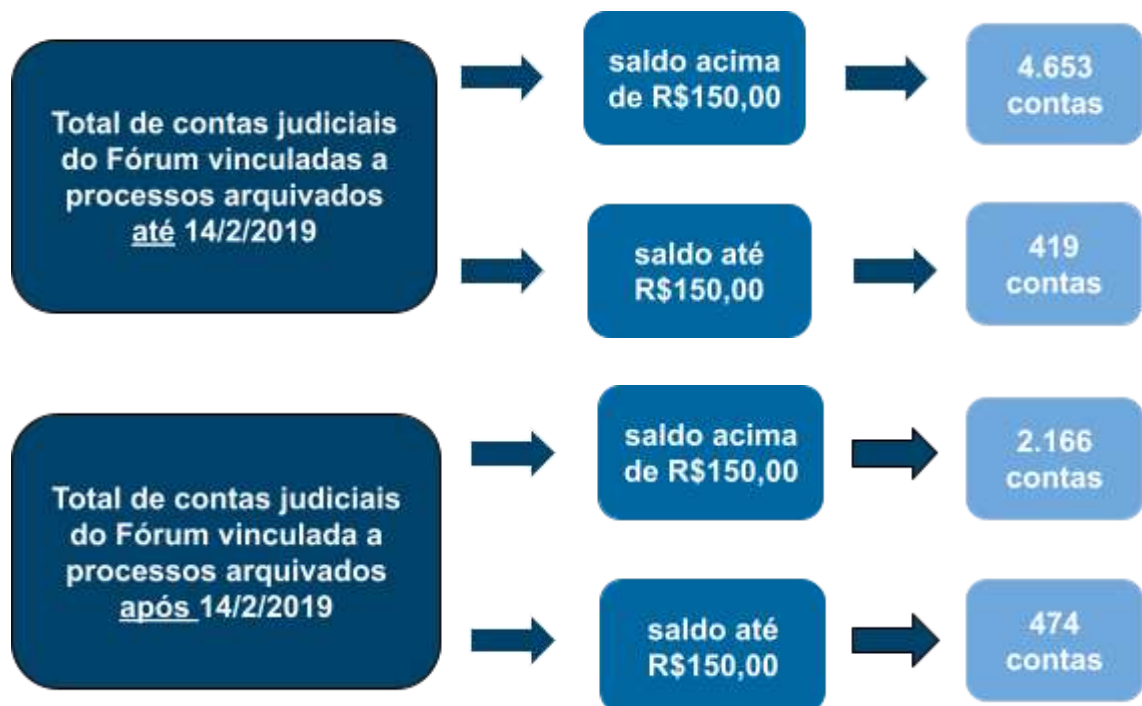 Total de contas judiciais
do Fórum vinculadas a
processos arquivados
até 14/2/2019
saldo acima
de R$150,00
4.653
contas
saldo até
R$150,00
419
contas
Total de contas judiciais
do Fórum vinculada a
processos arquivados
após 14/2/2019
saldo acima
de R$150,00
2.166
contas
saldo até
R$150,00
474
contas